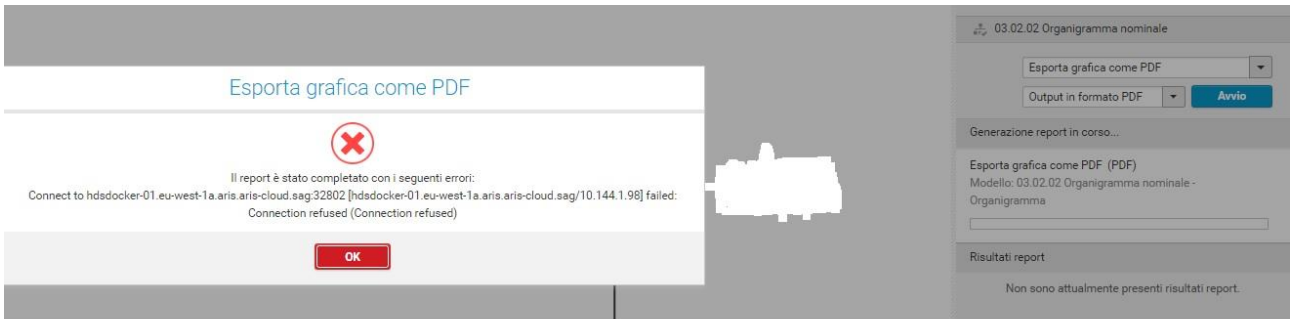 03.02.02 Organigramma nominale
Esporta grafica come PDF
Output in formato PDF
Avvio
Generazione report in corso...
Esporta grafica come PDF (PDF)
Modello: 03.02.02 Organigramma nominale -
Organigramma
Risultati report
Non sono attualmente presenti risultati report.
Esporta grafica come PDF
Il report è stato completato con i seguenti errori:
Connect to hdsdocker-01.eu-west-1a.aris.aris-cloud.sag:32802 [hdsdocker-01.eu-west-1a.aris.aris-cloud.sag/10.144.1.98] failed:
Connection refused (Connection refused)
OK